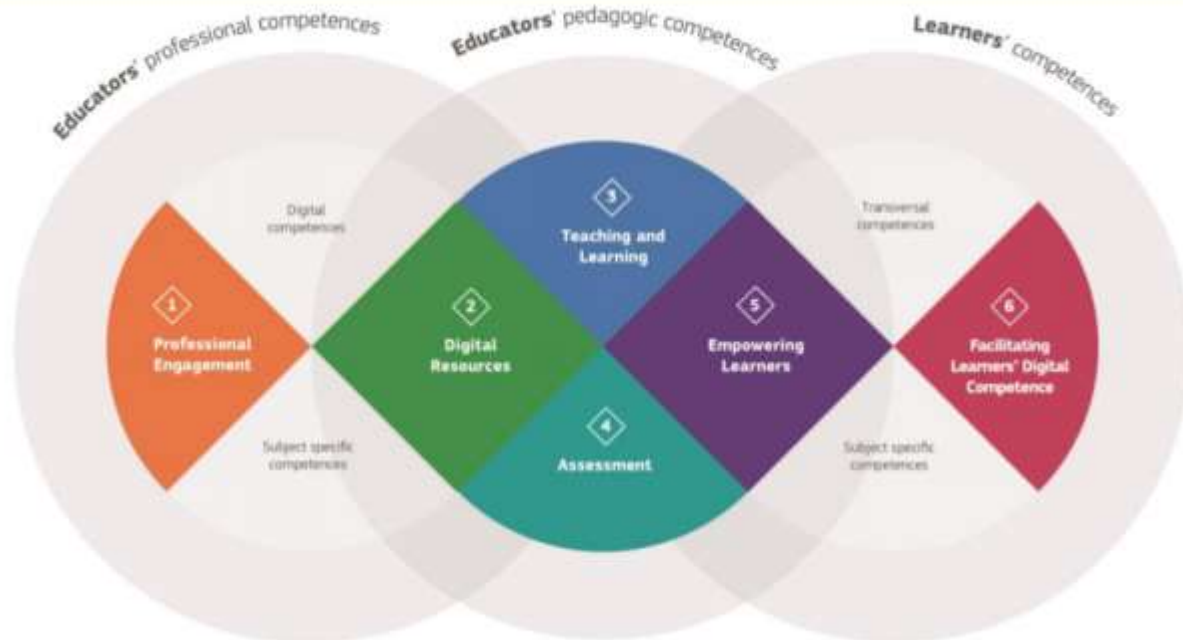 Educators' professional competences
Educators' pedagogic competences
Learners' competences
Digital
competences
Transversal
competences
1
Professional
Engagement
2
Digital
Resources
3
Teaching and
Learning
4
Assessment
5
Empowering
Learners
6
Facilitating
Learners' Digital
Competence
Subject specific
competences
Subject specific
competences